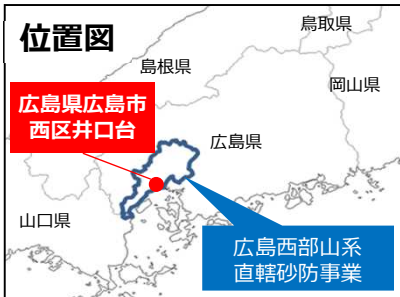 位置図
鳥取県
島根県
岡山県
広島県広島市
西区井口台
広島県
山口県
広島西部山系
直轄砂防事業